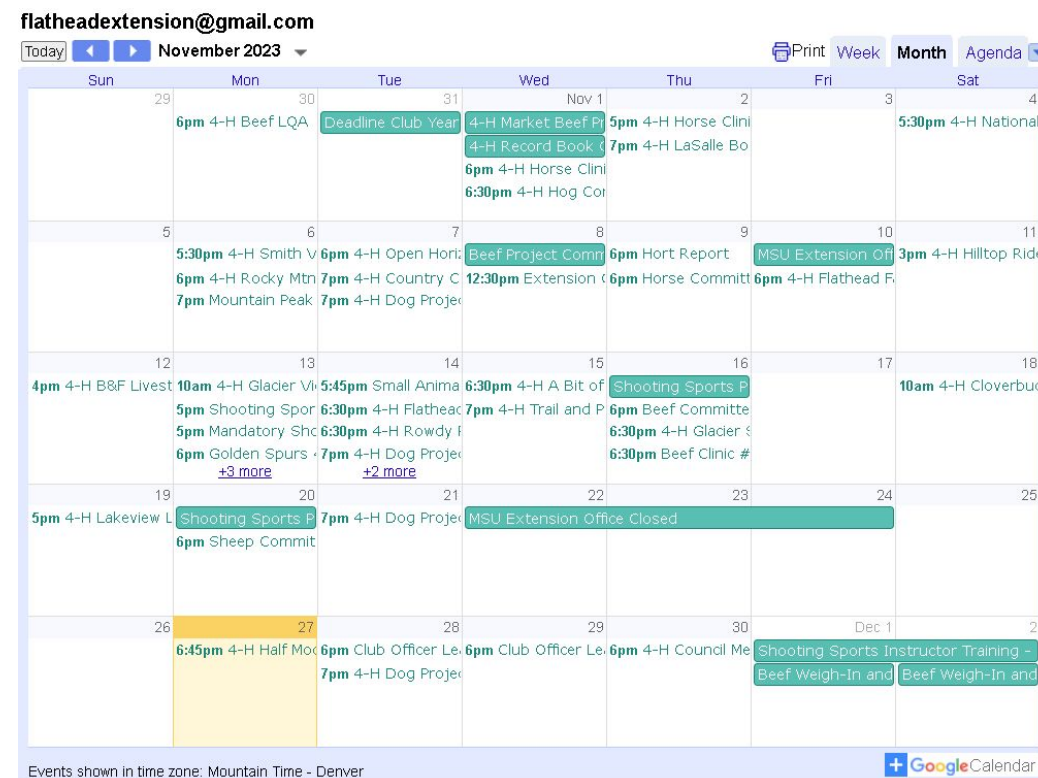 flatheadextension@gmail.com
Today November 2023 Print Week Month Agenda
Sun Mon Tue Wed Thu Fri Sat
29 30 31 Nov 1 2 3 4
6pm 4-H Beef LQA Deadline Club Year 4-H Market Beef Pr 5pm 4-H Horse Clini 5:30pm 4-H National
4-H Record Book 7pm 4-H LaSalle Bo
6pm 4-H Horse Clini
6:30pm 4-H Hog Cor
5 6 7 8 9 10 11
5:30pm 4-H Smith V 6pm 4-H Open Hori Beef Project Comm 6pm Hort Report MSU Extension Off 3pm 4-H Hilltop Ride
6pm 4-H Rocky Mtn 7pm 4-H Country C 12:30pm Extension 6pm Horse Committ 6pm 4-H Flathead F
7pm Mountain Peak 7pm 4-H Dog Projec
12 13 14 15 16 17 18
4pm 4-H B&F Livest 10am 4-H Glacier Vi 5:45pm Small Anima 6:30pm 4-H A Bit of Shooting Sports P 10am 4-H Cloverbud
5pm Shooting Spor 6:30pm 4-H Flathead 7pm 4-H Trail and P 6pm Beef Committe
5pm Mandatory Sho 6:30pm 4-H Rowdy 6:30pm 4-H Glacier S
6pm Golden Spurs 7pm 4-H Dog Projec 6:30pm Beef Clinic #
+3 more +2 more
19 20 21 22 23 24 25
5pm 4-H Lakeview L Shooting Sports P 7pm 4-H Dog Projec MSU Extension Office Closed
6pm Sheep Commit
26 27 28 29 30 Dec 1 2
6:45pm 4-H Half Moo 6pm Club Officer Le 6pm Club Officer Le 6pm 4-H Council Me Shooting Sports Instructor Training -
7pm 4-H Dog Projec Beef Weigh-In and Beef Weigh-In and
Events shown in time zone: Mountain Time - Denver + GoogleCalendar